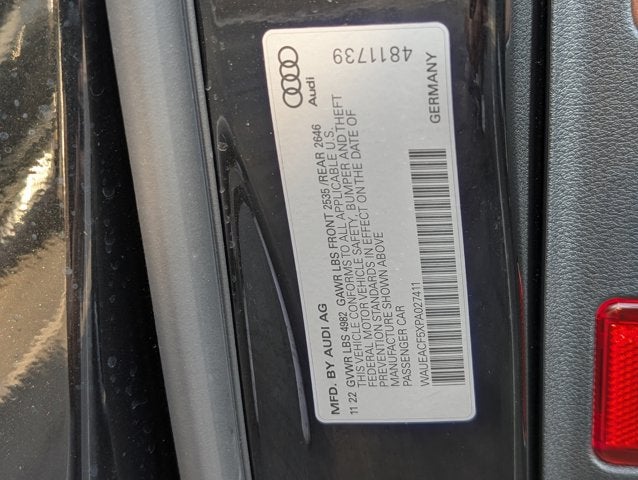 MFD. BY AUDI AG
11 22 GVWR LBS 4982 GAWR LBS FRONT 2535 /REAR 2646
THIS VEHICLE CONFORMS TO ALL APPLICABLE U.S.
FEDERAL MOTOR VEHICLE SAFETY, BUMPER AND THEFT
PREVENTION STANDARDS IN EFFECT ON THE DATE OF
MANUFACTURE SHOWN ABOVE
PASSENGER CAR
WAUEACF5XPA027411
Audi
4811739
GERMANY